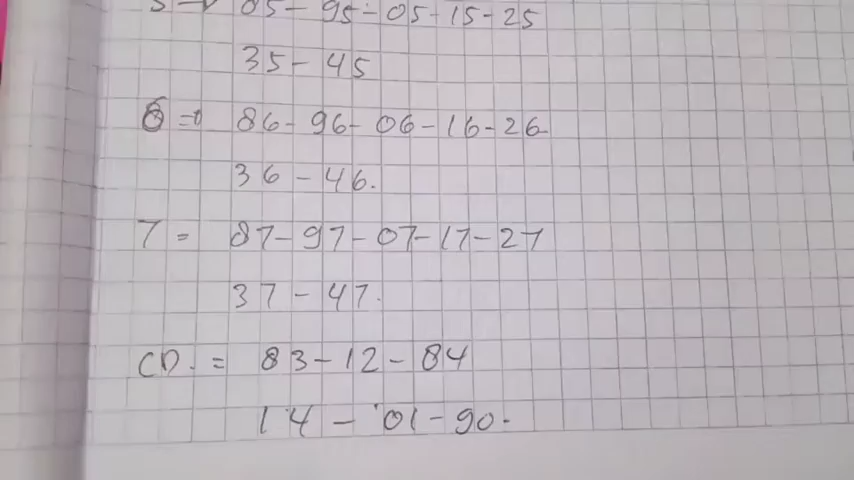 5 → 85 - 95 - 05 - 15 - 25
35 - 45
6 = 86 - 96 - 06 - 16 - 26
36 - 46.
7 = 87 - 97 - 07 - 17 - 27
37 - 47.
CD. = 83 - 12 - 84
14 - 01 - 90.